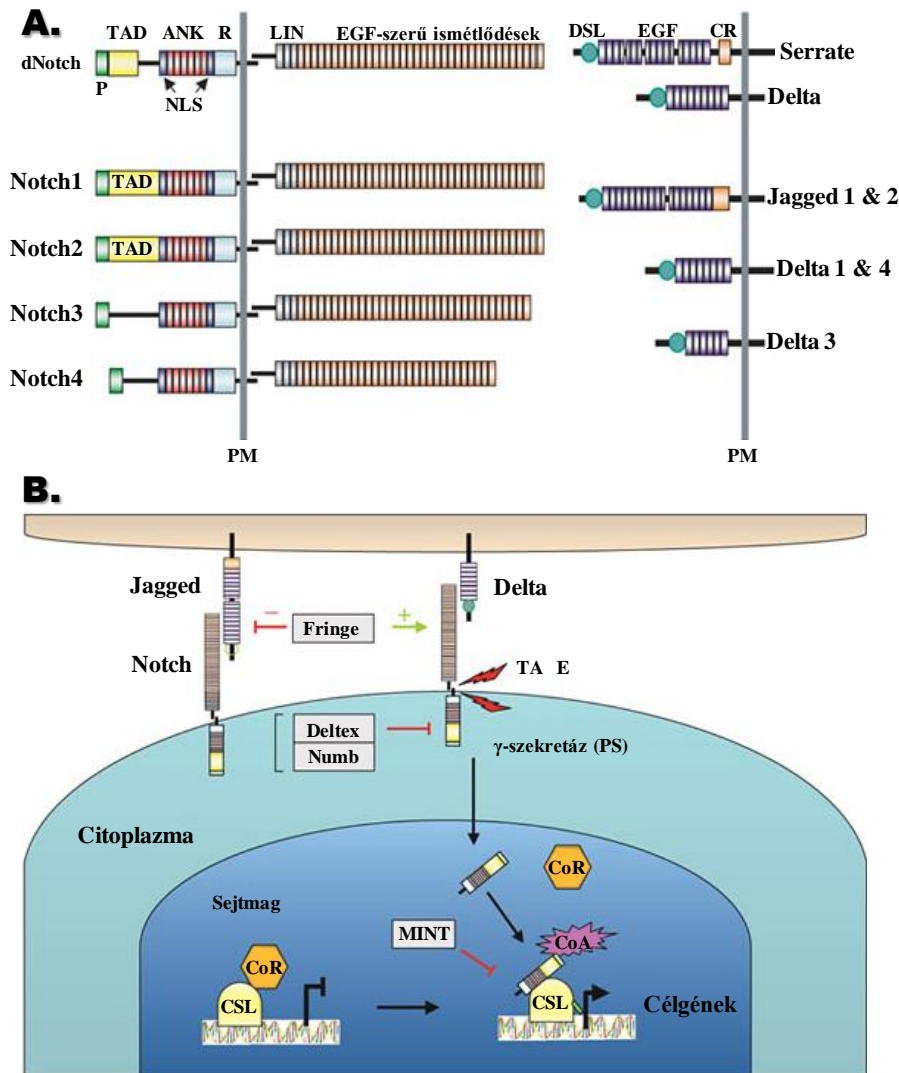 A.
TAD ANK R LIN EGF-szerű ismétlődések DSL EGF CR
dNotch Serrate
P NLS Delta
Notch1 TAD Jagged 1 & 2
Notch2 TAD
Delta 1 & 4
Notch3
Delta 3
Notch4
PM PM
B.
Jagged Delta
− Fringe +
Notch TA E
Deltex
Numb γ-szekretáz (PS)
Citoplazma
CoR
Sejtmag
MINT CoA
CoR
CSL CSL Célgének